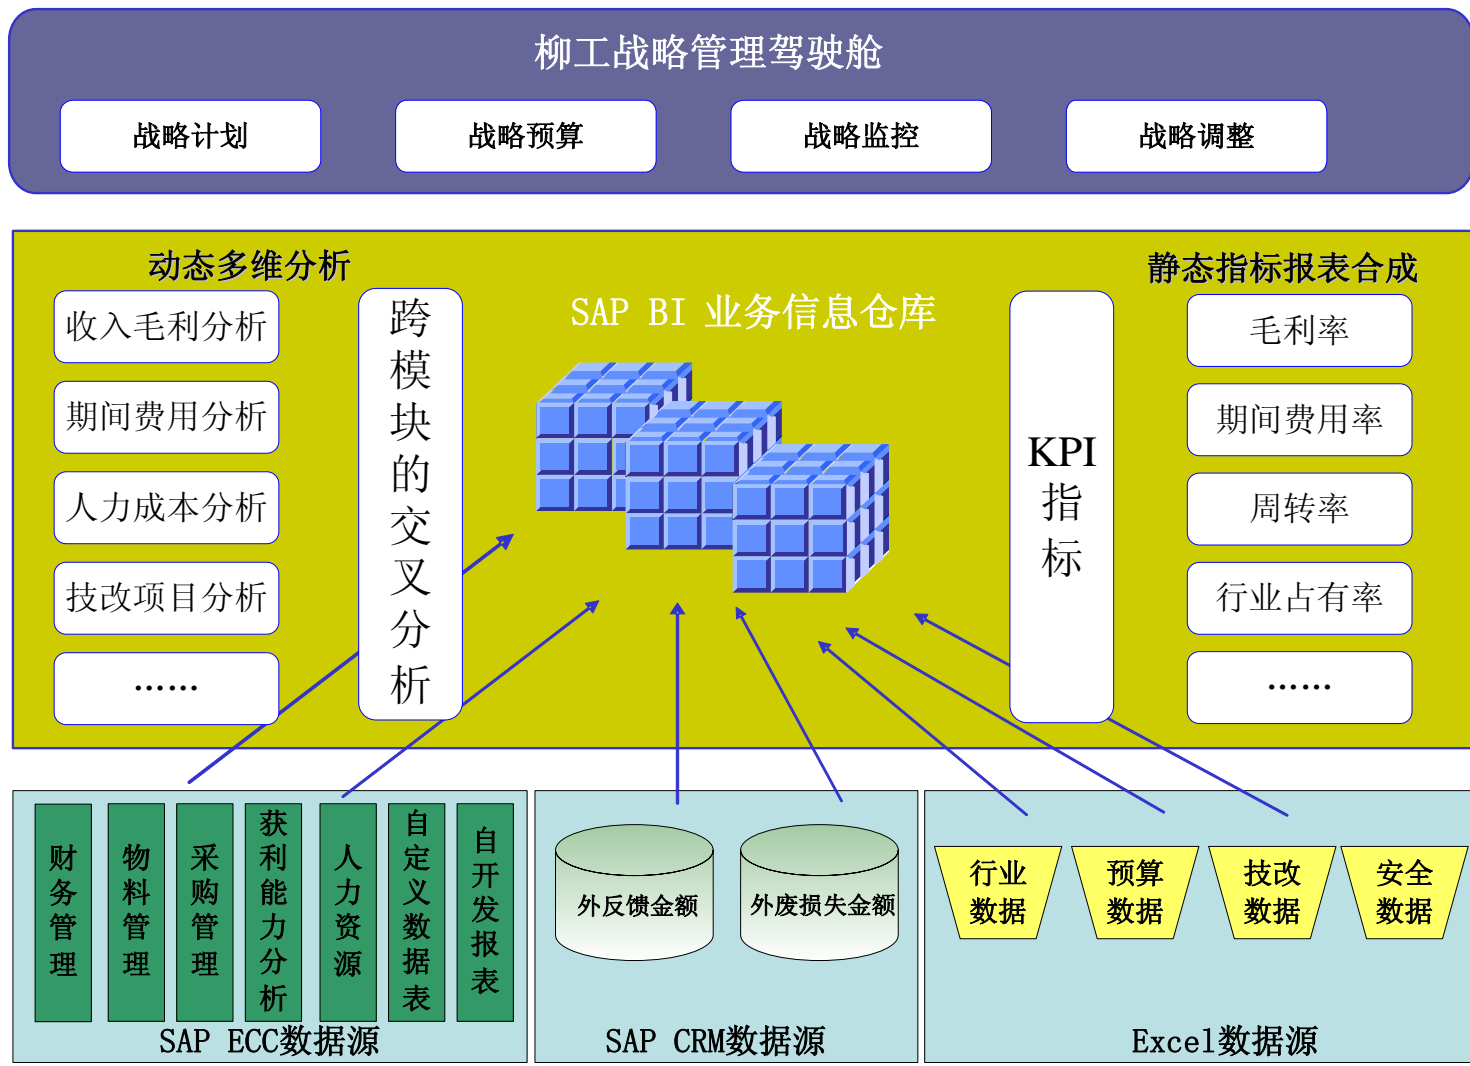 柳工战略管理驾驶舱
战略计划
战略预算
战略监控
战略调整
动态多维分析
收入毛利分析
期间费用分析
人力成本分析
技改项目分析
……
跨模块的交叉分析
SAP BI 业务信息仓库
KPI
指
标
静态指标报表合成
毛利率
期间费用率
周转率
行业占有率
……
财务管理
物料管理
采购管理
获利能力分析
人力资源
自定义数据表
自开发报表
SAP ECC数据源
外反馈金额
外废损失金额
SAP CRM数据源
行业
数据
预算
数据
技改
数据
安全
数据
Excel数据源